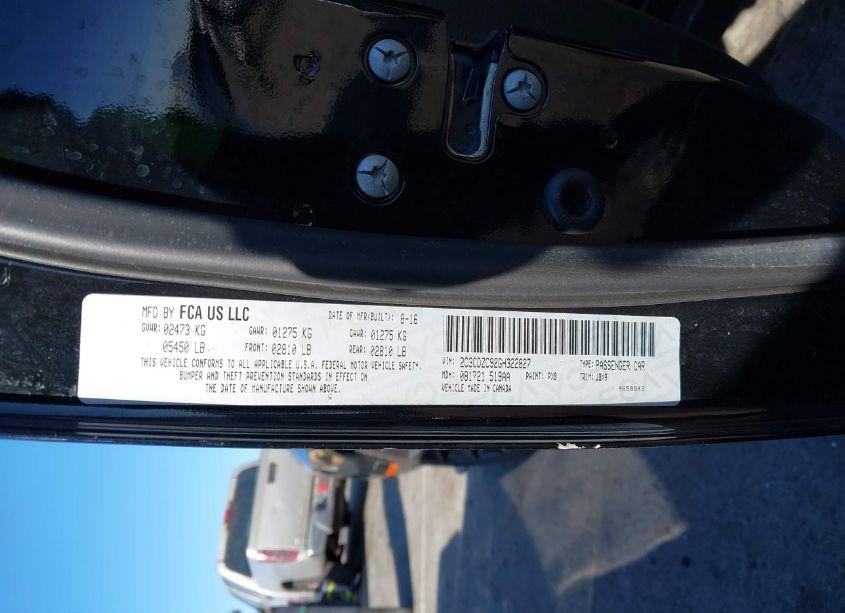 MFD BY FCA US LLC DATE OF MFR(BUILT): 8-16
GVWR: 02473 KG GAWR: 01275 KG GAWR: 01275 KG
05450 LB FRONT: 02810 LB REAR: 02810 LB
THIS VEHICLE CONFORMS TO ALL APPLICABLE U.S.A. FEDERAL MOTOR VEHICLE SAFETY,
BUMPER AND THEFT PREVENTION STANDARDS IN EFFECT ON
THE DATE OF MANUFACTURE SHOWN ABOVE.
VIN: 2C3CDZC92GH322827 TYPE: PASSENGER CAR
MDH: 081721 519AA PAINT: PX8 TRIM: JBX9
VEHICLE MADE IN CANADA 4658843